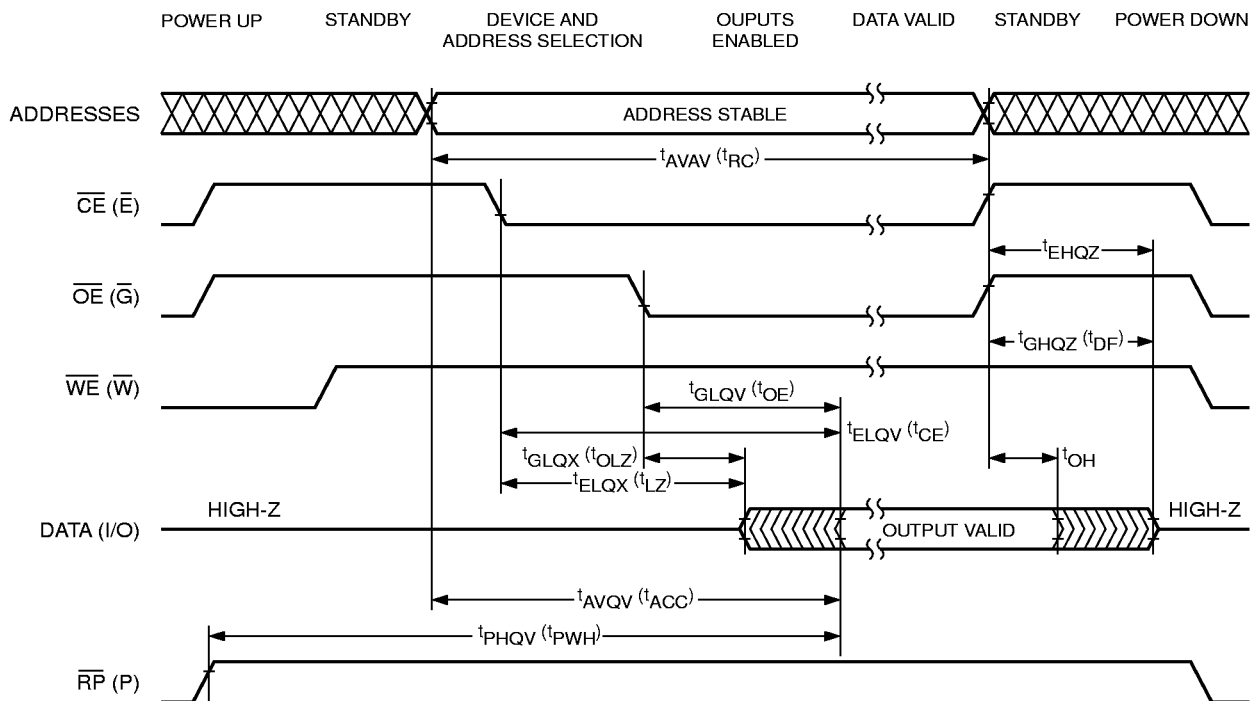 POWER UP STANDBY DEVICE AND ADDRESS SELECTION OUPUTS ENABLED DATA VALID STANDBY POWER DOWN
ADDRESSES
ADDRESS STABLE
tAVAV (tRC)
CE (E)
tEHQZ
OE (G)
tGHQZ (tDF)
WE (W)
tGLQV (tOE)
tELQV (tCE)
tGLQX (tOLZ)
tOH
tELQX (tLZ)
HIGH-Z
HIGH-Z
DATA (I/O)
OUTPUT VALID
tAVQV (tACC)
tPHQV (tPWH)
RP (P)